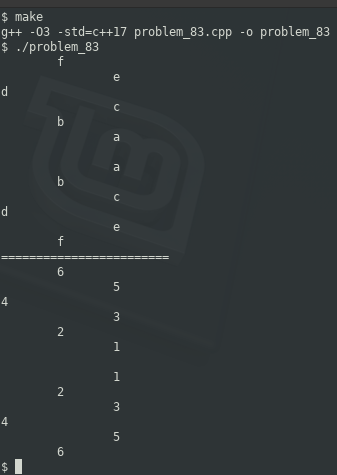 $ make
g++ -O3 -std=c++17 problem_83.cpp -o problem_83
$ ./problem_83
f
e
d
c
b
a
a
b
c
d
e
f
========================
6
5
4
3
2
1
1
2
3
4
5
6
$